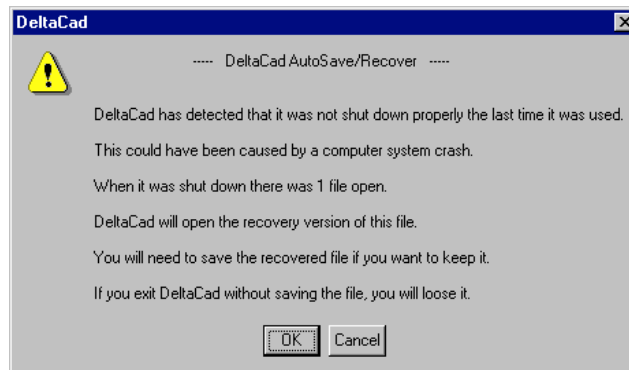 DeltaCad
----- DeltaCad AutoSave/Recover -----
DeltaCad has detected that it was not shut down properly the last time it was used.
This could have been caused by a computer system crash.
When it was shut down there was 1 file open.
DeltaCad will open the recovery version of this file.
You will need to save the recovered file if you want to keep it.
If you exit DeltaCad without saving the file, you will loose it.
OK Cancel